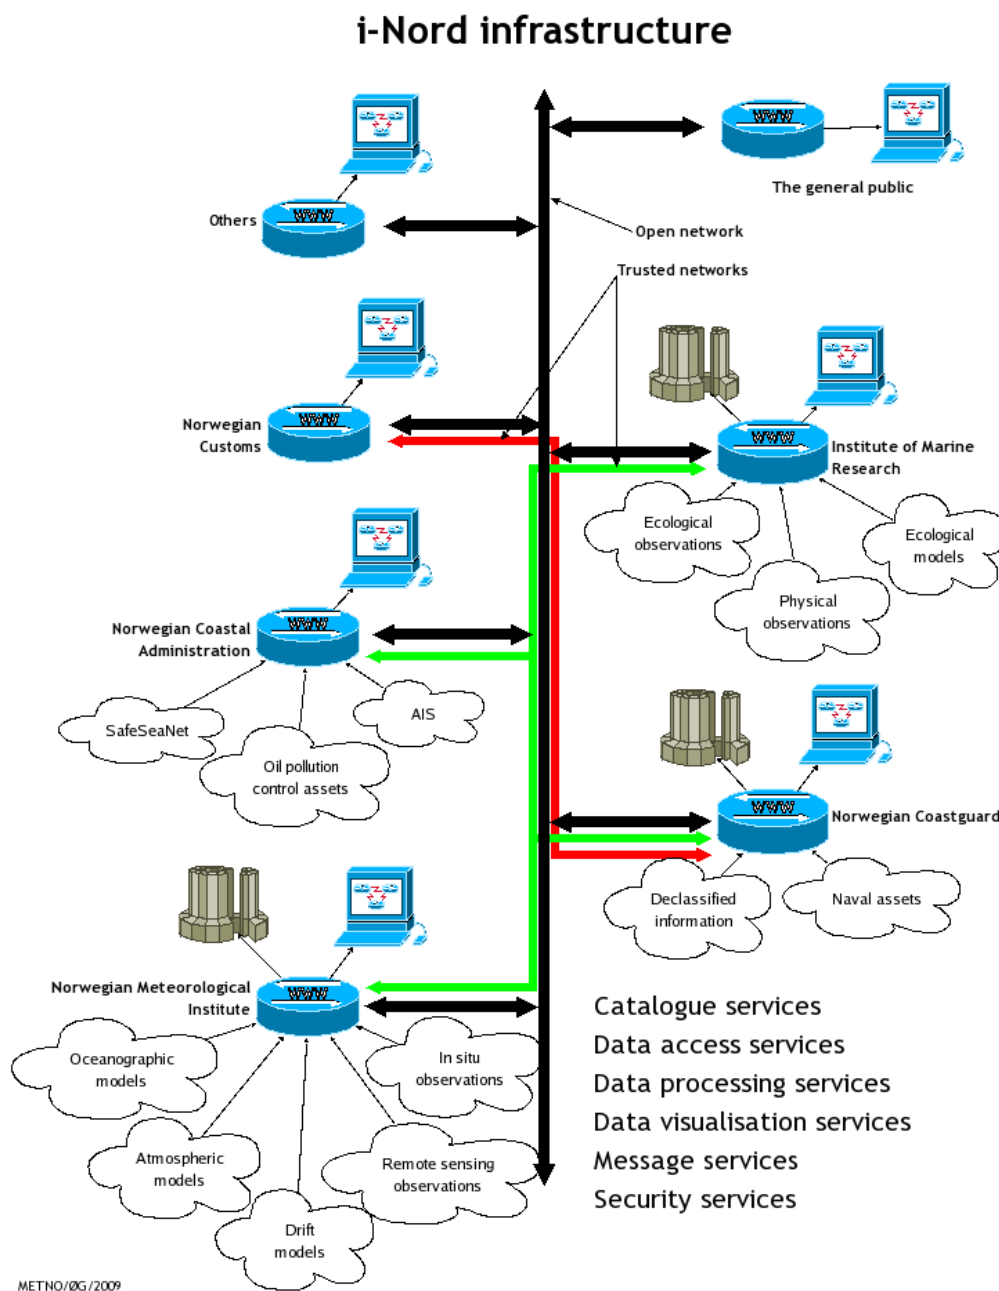 i-Nord infrastructure
WWW
The general public
Others
WWW
Open network
Trusted networks
Norwegian
Customs
WWW
WWW
Institute of Marine
Research
Ecological
observations
Ecological
models
Physical
observations
Norwegian Coastal
Administration
WWW
SafeSeaNet
AIS
Oil pollution
control assets
WWW
Norwegian Coastguard
Declassified
information
Naval assets
Norwegian Meteorological
Institute
WWW
Oceanographic
models
In situ
observations
Atmospheric
models
Remote sensing
observations
Drift
models
Catalogue services
Data access services
Data processing services
Data visualisation services
Message services
Security services
METNO/ØG/2009